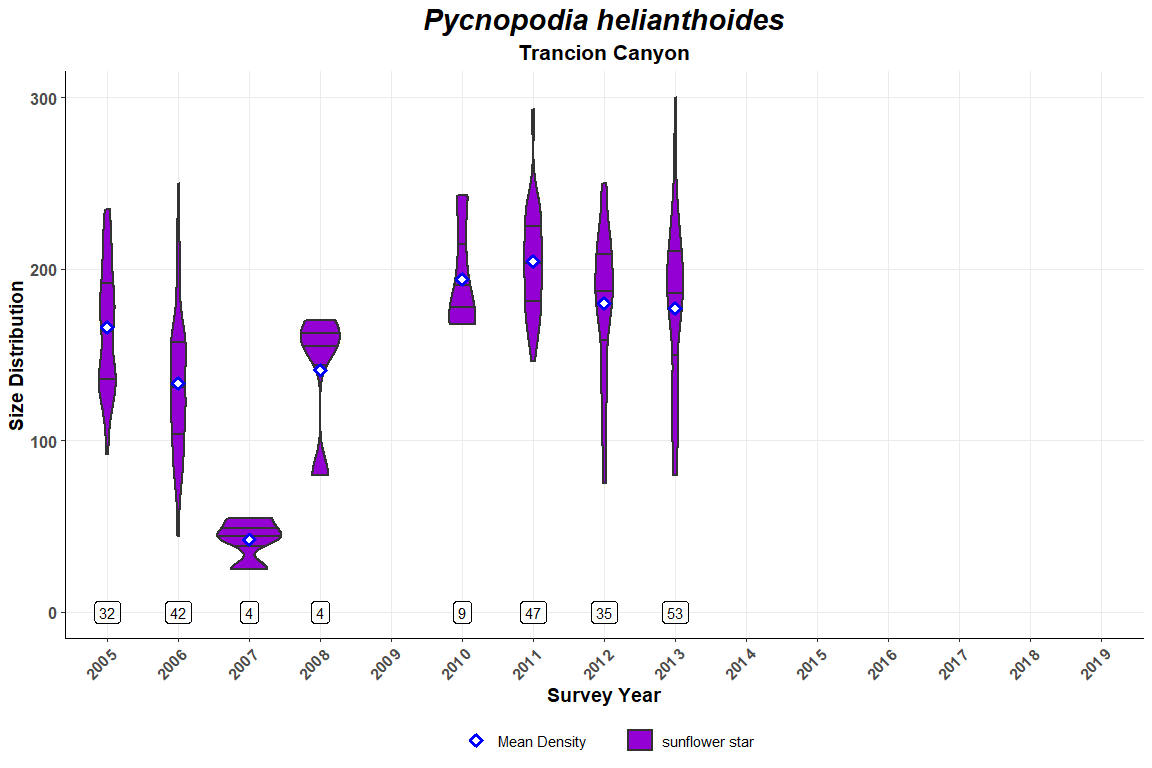 Pycnopodia helianthoides
Trancion Canyon
Size Distribution
300
200
100
0
32 42 4 4 9 47 35 53
2005 2006 2007 2008 2009 2010 2011 2012 2013 2014 2015 2016 2017 2018 2019
Survey Year
Mean Density sunflower star